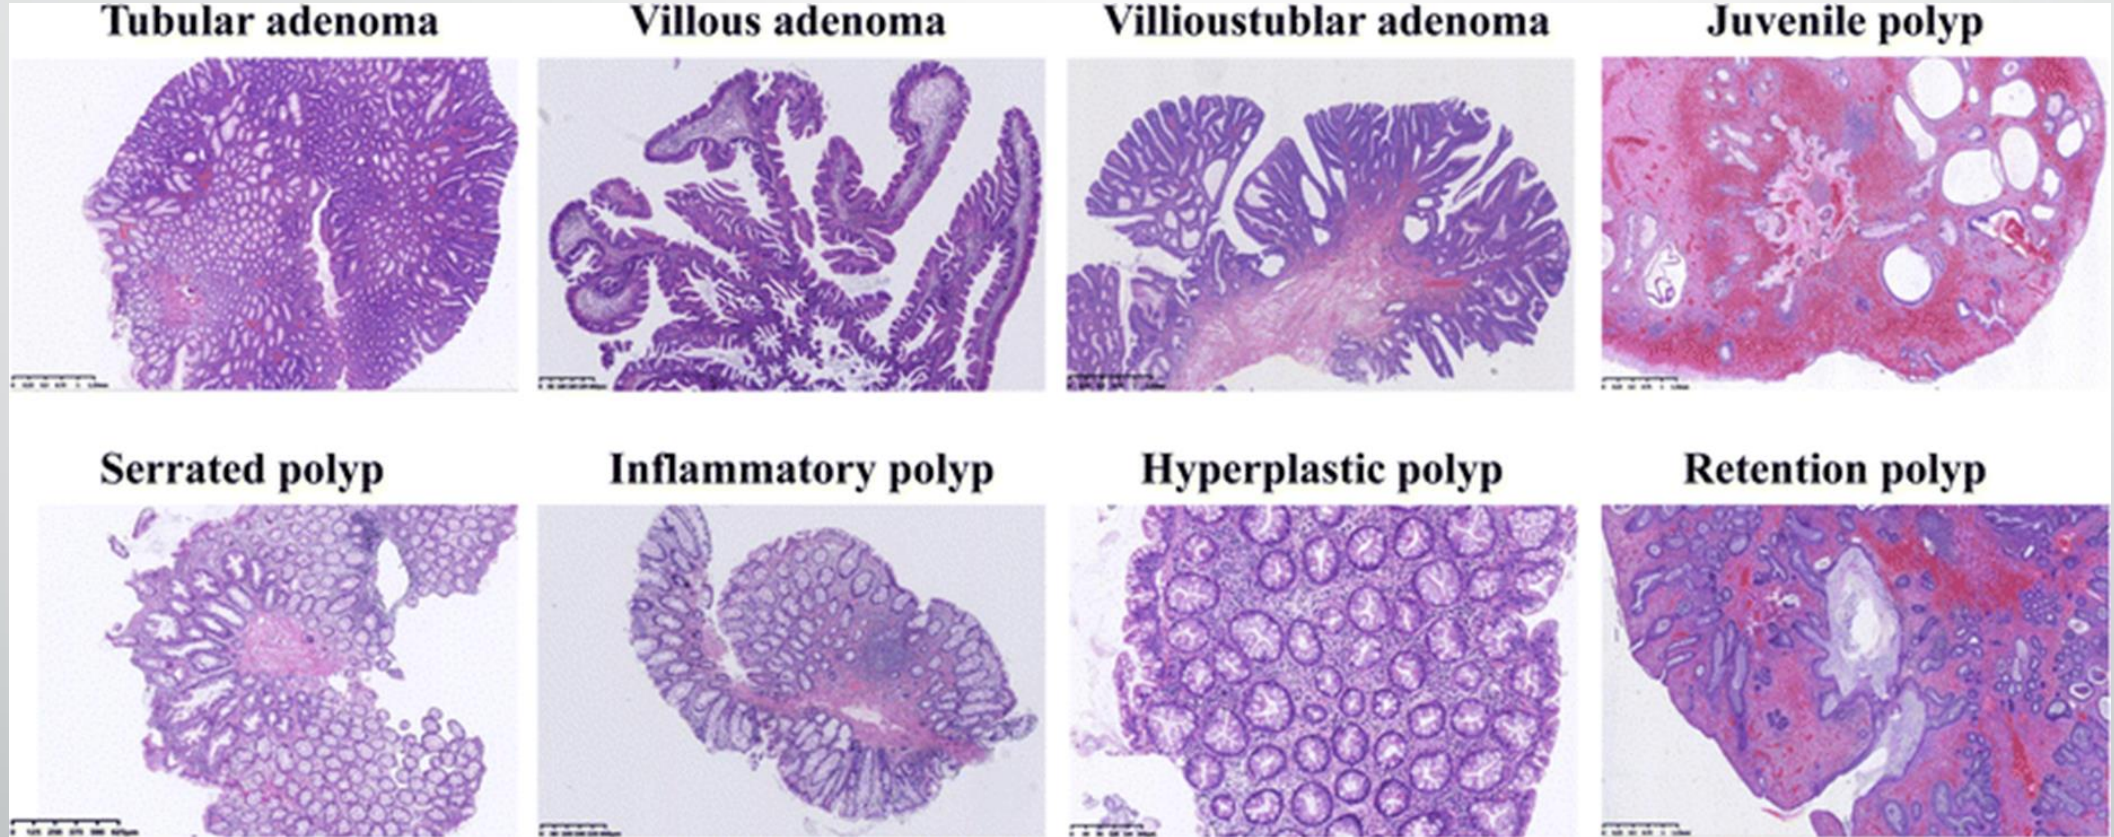 Tubular adenoma
Villous adenoma
Villioustublar adenoma
Juvenile polyp
Serrated polyp
Inflammatory polyp
Hyperplastic polyp
Retention polyp